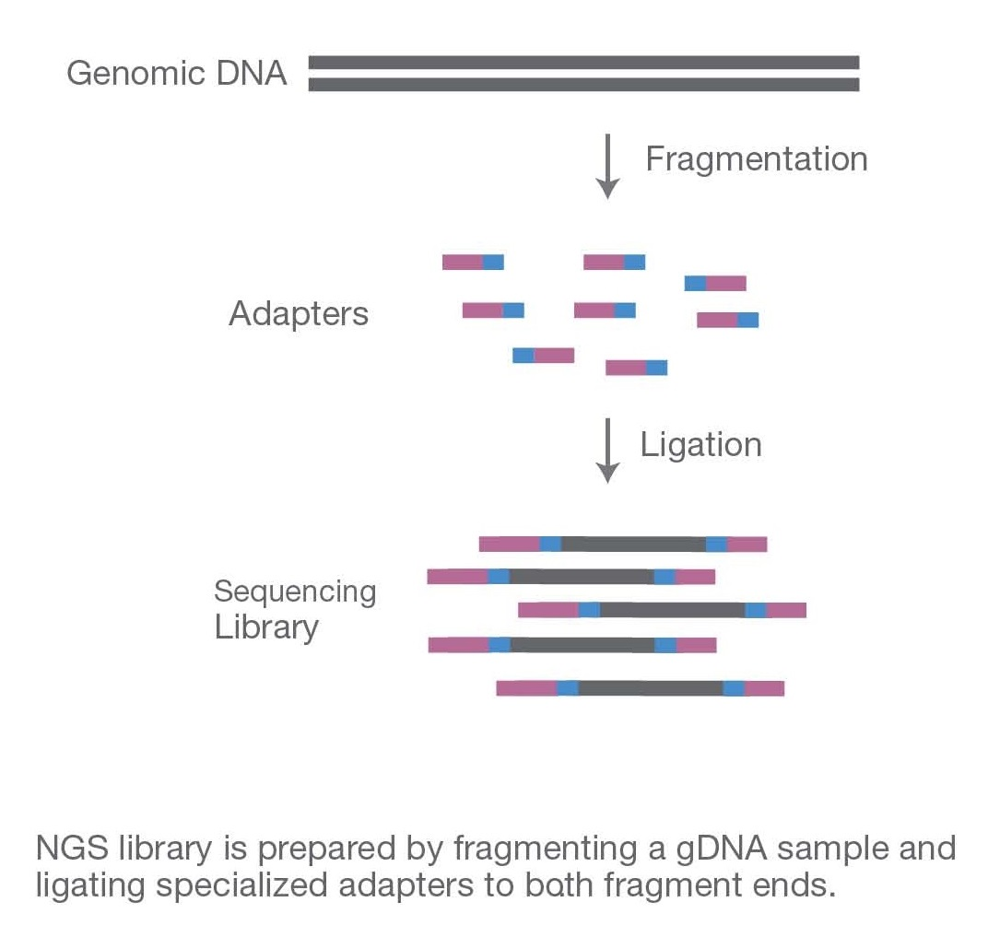 Genomic DNA
Fragmentation
Adapters
Ligation
Sequencing
Library
NGS library is prepared by fragmenting a gDNA sample and
ligating specialized adapters to both fragment ends.